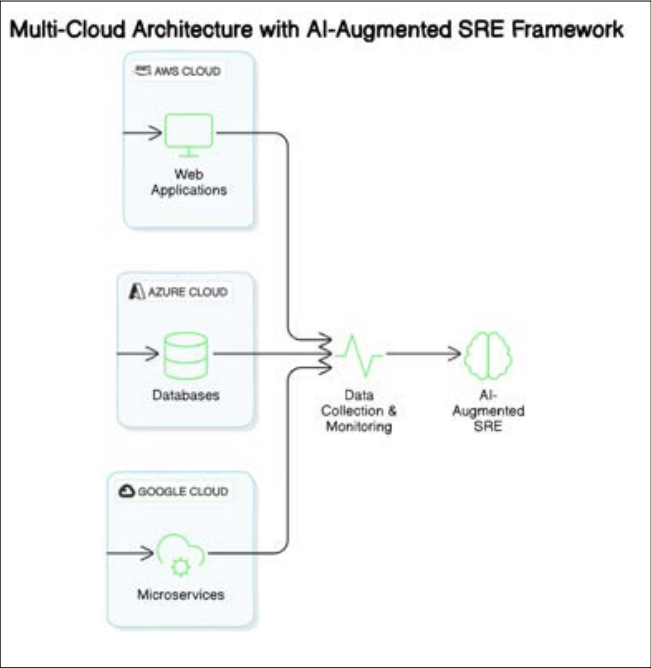 Multi-Cloud Architecture with AI-Augmented SRE Framework
aws AWS CLOUD
Web
Applications
AZURE CLOUD
Databases
Data
Collection &
Monitoring
AI-
Augmented
SRE
GOOGLE CLOUD
Microservices